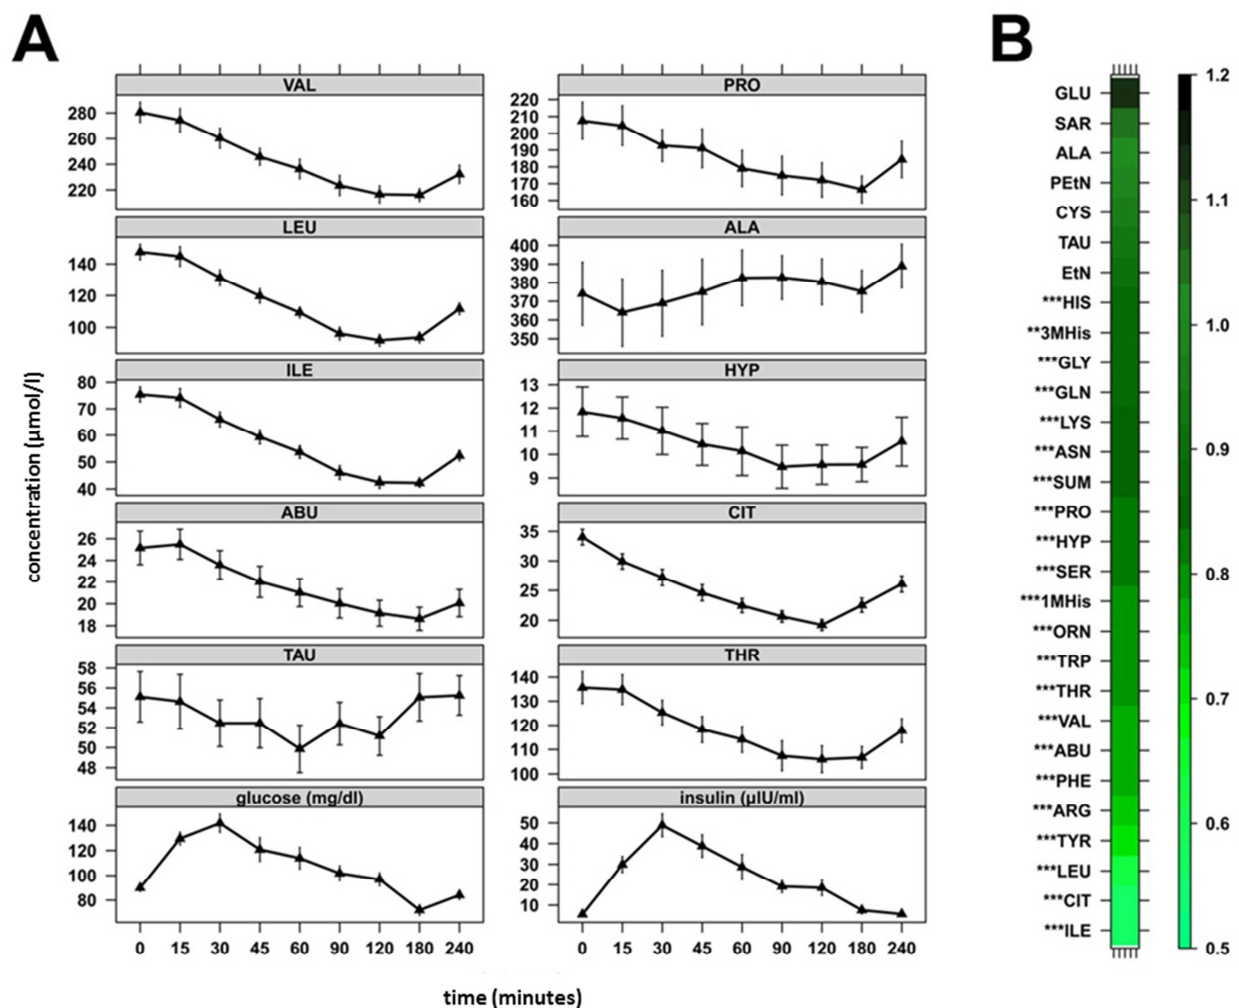 A
B
VAL
280
260
240
220
PRO
220
210
200
190
180
170
160
LEU
140
120
100
ALA
400
390
380
370
360
350
ILE
80
70
60
50
40
HYP
13
12
11
10
9
ABU
26
24
22
20
18
CIT
35
30
25
20
TAU
58
56
54
52
50
48
THR
140
130
120
110
100
glucose (mg/dl)
140
120
100
80
insulin (µIU/ml)
50
40
30
20
10
0 15 30 45 60 90 120 180 240
0 15 30 45 60 90 120 180 240
concentration (µmol/l)
time (minutes)
GLU
SAR
ALA
PEtN
CYS
TAU
EtN
***HIS
**3MHis
***GLY
***GLN
***LYS
***ASN
***SUM
***PRO
***HYP
***SER
***1MHis
***ORN
***TRP
***THR
***VAL
***ABU
***PHE
***ARG
***TYR
***LEU
***CIT
***ILE
1.2
1.1
1.0
0.9
0.8
0.7
0.6
0.5